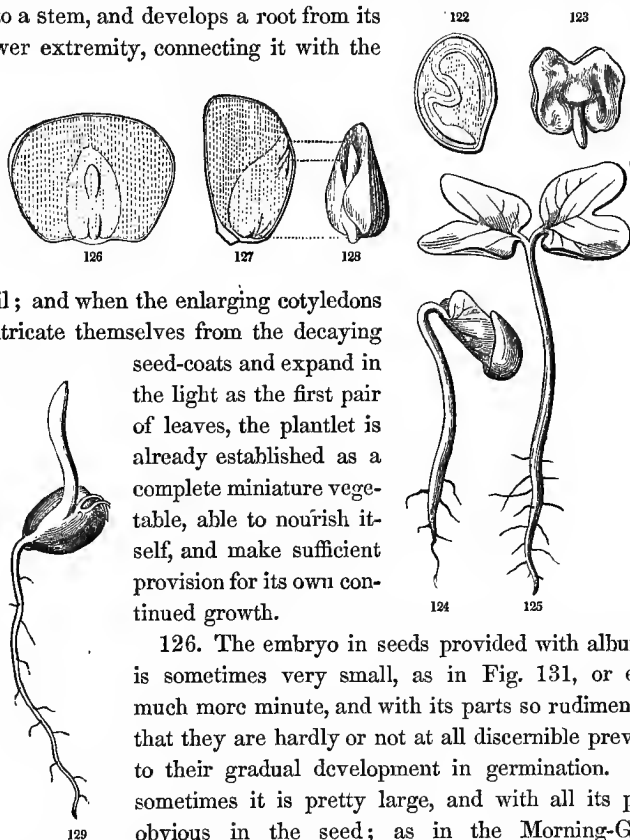 to a stem, and develops a root from its
wer extremity, connecting it with the
122
123
126
127
128
il; and when the enlarging cotyledons
tricate themselves from the decaying
seed-coats and expand in
the light as the first pair
of leaves, the plantlet is
already established as a
complete miniature vege-
table, able to nourish it-
self, and make sufficient
provision for its own con-
tinued growth.
124
125
126. The embryo in seeds provided with albu
is sometimes very small, as in Fig. 131, or e
much more minute, and with its parts so rudimen
that they are hardly or not at all discernible prev
to their gradual development in germination.
sometimes it is pretty large, and with all its p
129
obvious in the seed; as in the Morning-G